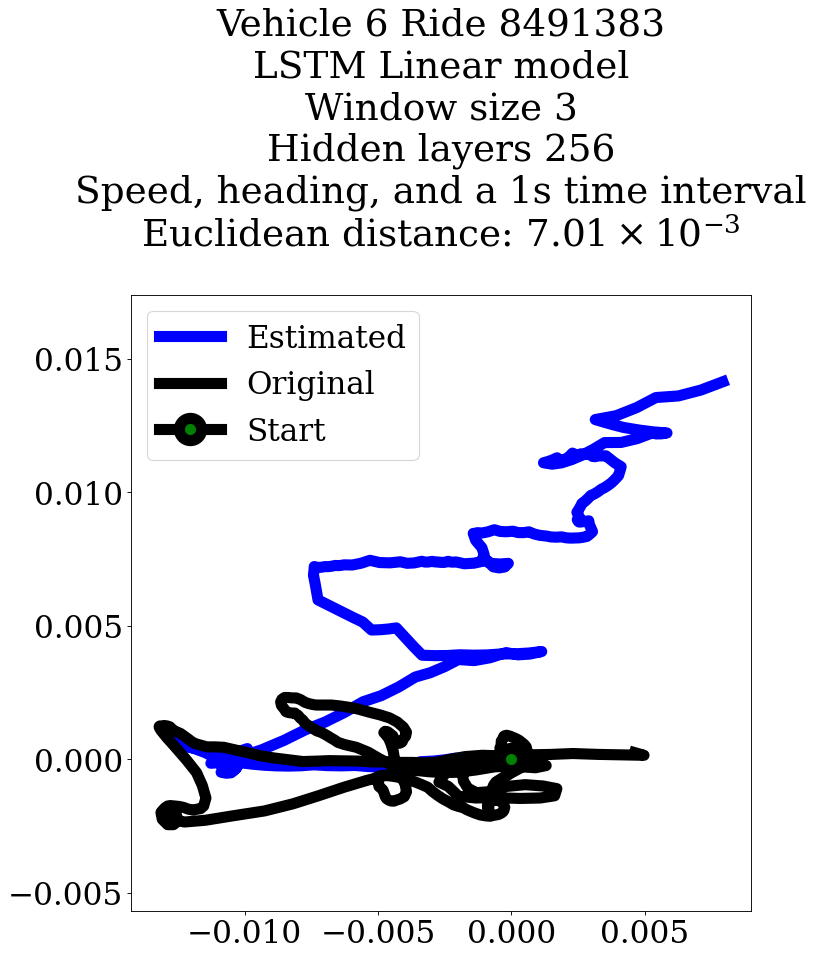 Vehicle 6 Ride 8491383
LSTM Linear model
Window size 3
Hidden layers 256
Speed, heading, and a 1s time interval
Euclidean distance: 7.01 × 10⁻³
Estimated
Original
Start
0.015
0.010
0.005
0.000
−0.005
−0.010 −0.005 0.000 0.005